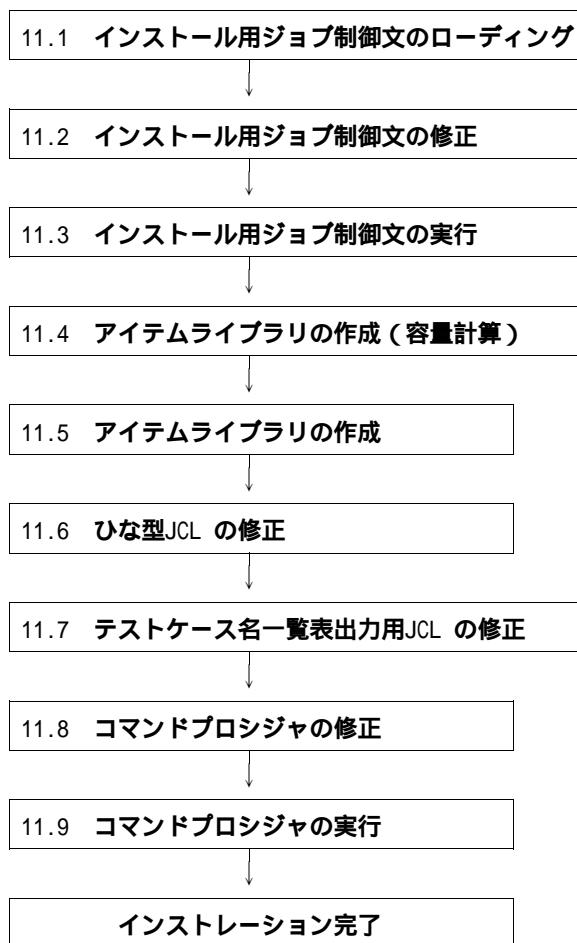 11.1 インストール用ジョブ制御文のローディング
11.2 インストール用ジョブ制御文の修正
11.3 インストール用ジョブ制御文の実行
11.4 アイテムライブラリの作成(容量計算)
11.5 アイテムライブラリの作成
11.6 ひな型JCL の修正
11.7 テストケース名一覧表出力用JCL の修正
11.8 コマンドプロシジャの修正
11.9 コマンドプロシジャの実行
インストレーション完了